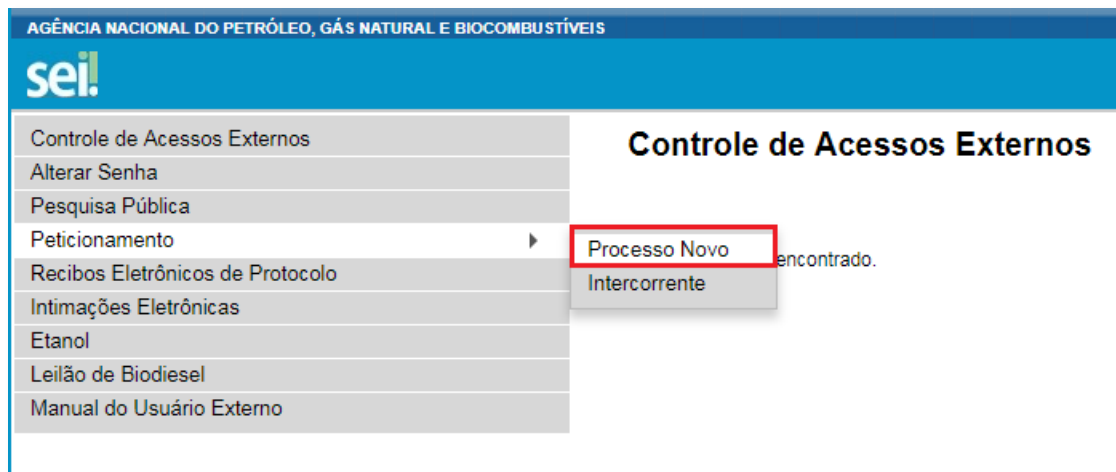 AGÊNCIA NACIONAL DO PETRÓLEO, GÁS NATURAL E BIOCOMBUSTÍVEIS
sei!
Controle de Acessos Externos
Alterar Senha
Pesquisa Pública
Peticionamento
Recibos Eletrônicos de Protocolo
Intimações Eletrônicas
Etanol
Leilão de Biodiesel
Manual do Usuário Externo
Controle de Acessos Externos
Processo Novo
Intercorrente
encontrado.